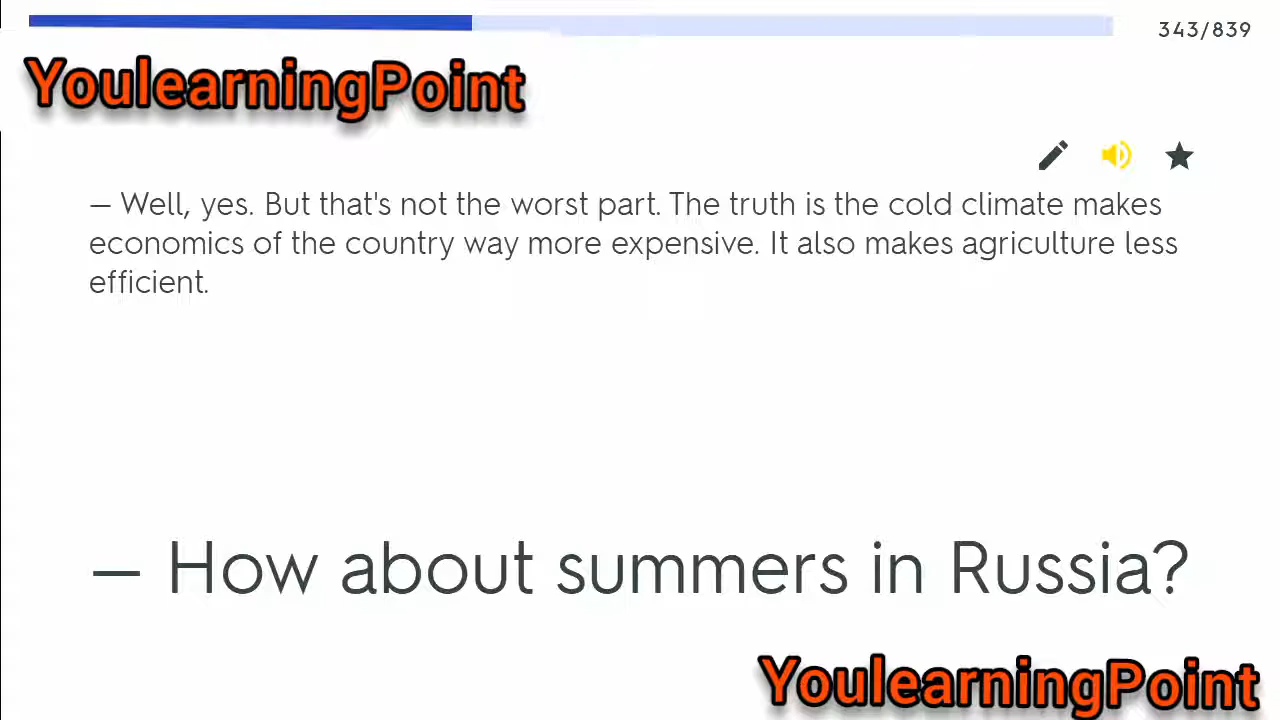 343/839
YoulearningPoint
— Well, yes. But that's not the worst part. The truth is the cold climate makes
economics of the country way more expensive. It also makes agriculture less
efficient.
— How about summers in Russia?
YoulearningPoint